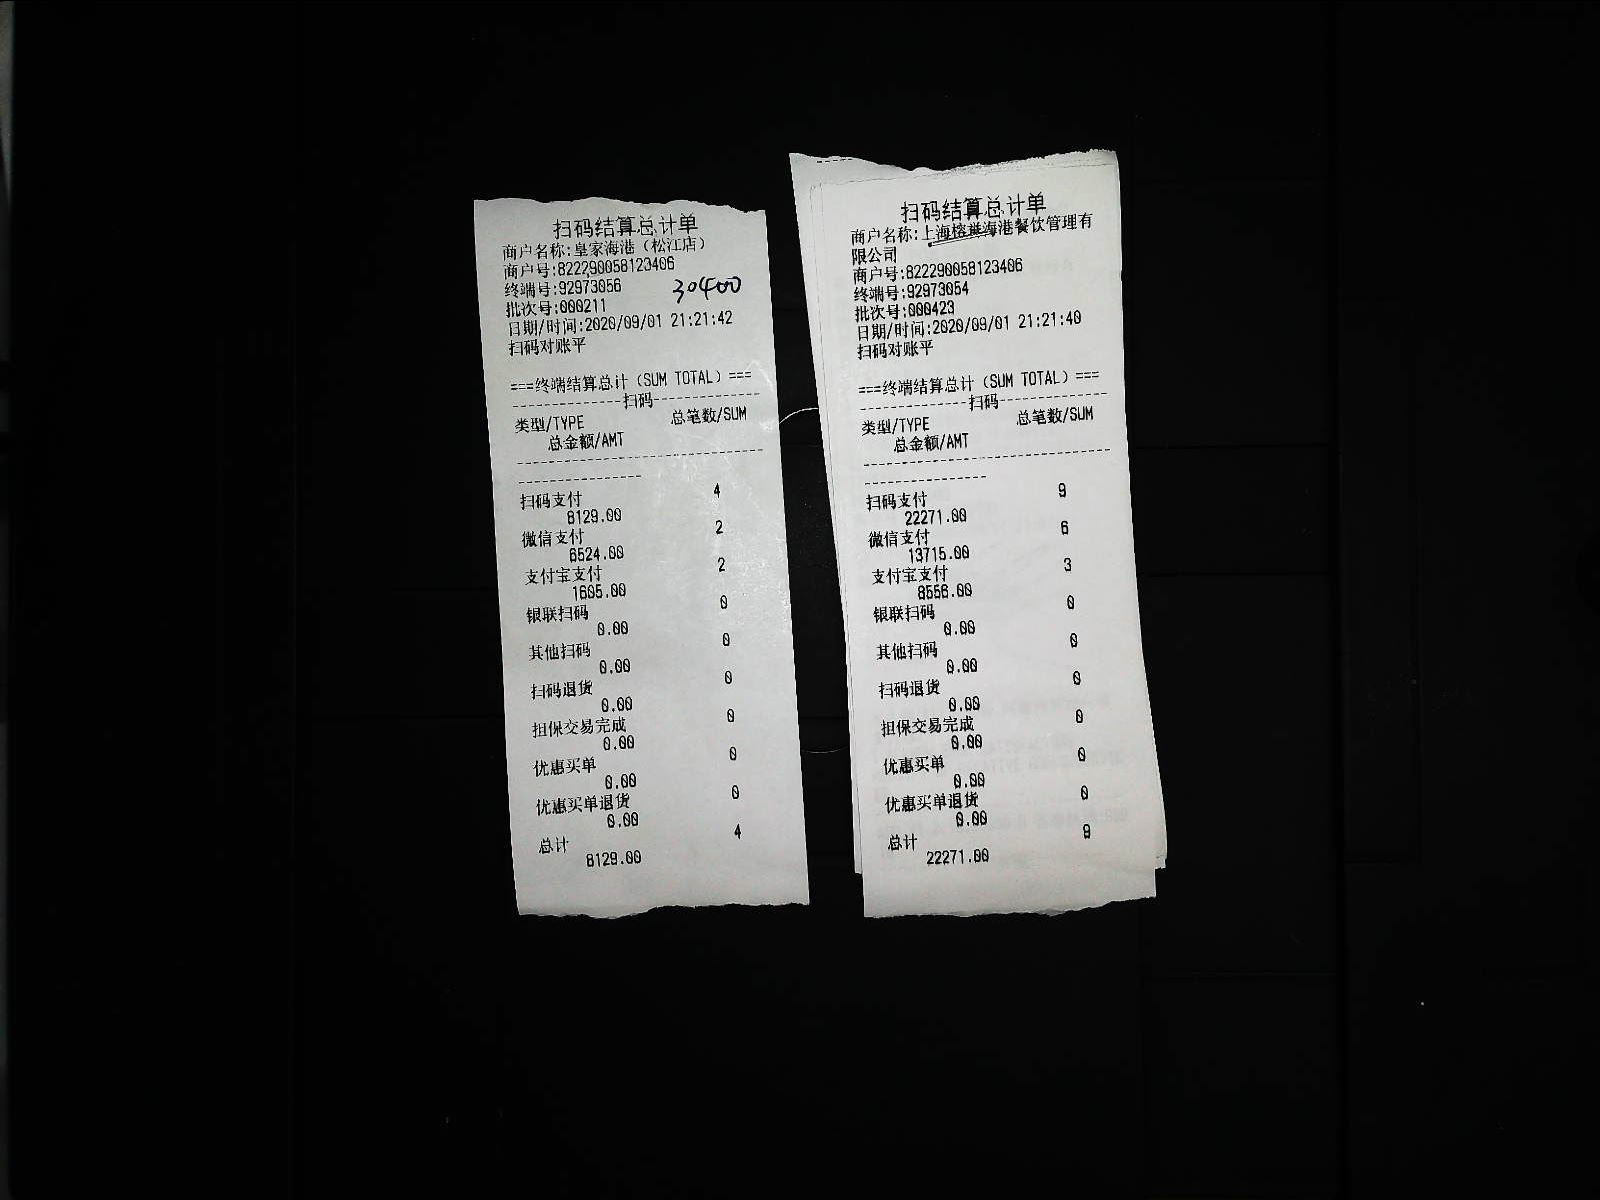 扫码结算总计单
商户名称:皇家海港（松江店）
商户号:822290058123406
终端号:92973056
30400
批次号:000211
日期/时间:2020/09/01 21:21:42
扫码对账平
===终端结算总计（SUM TOTAL）===
--------------扫码--------------
类型/TYPE 总笔数/SUM
总金额/AMT
--------------------------------
----------------
扫码支付 4
8129.00
微信支付 2
6524.00
支付宝支付 2
1605.00
银联扫码 0
0.00
其他扫码 0
0.00
扫码退货 0
0.00
担保交易完成 0
0.00
优惠买单 0
0.00
优惠买单退货 0
0.00
总计 4
8129.00
扫码结算总计单
商户名称:上海榕其海港餐饮管理有
限公司
商户号:822290058123406
终端号:92973054
批次号:000423
日期/时间:2020/09/01 21:21:40
扫码对账平
===终端结算总计（SUM TOTAL）===
--------------扫码--------------
类型/TYPE 总笔数/SUM
总金额/AMT
--------------------------------
----------------
扫码支付 9
22271.00
微信支付 6
13715.00
支付宝支付 3
8556.00
银联扫码 0
0.00
其他扫码 0
0.00
扫码退货 0
0.00
担保交易完成 0
0.00
优惠买单 0
0.00
优惠买单退货 0
0.00
总计 9
22271.00